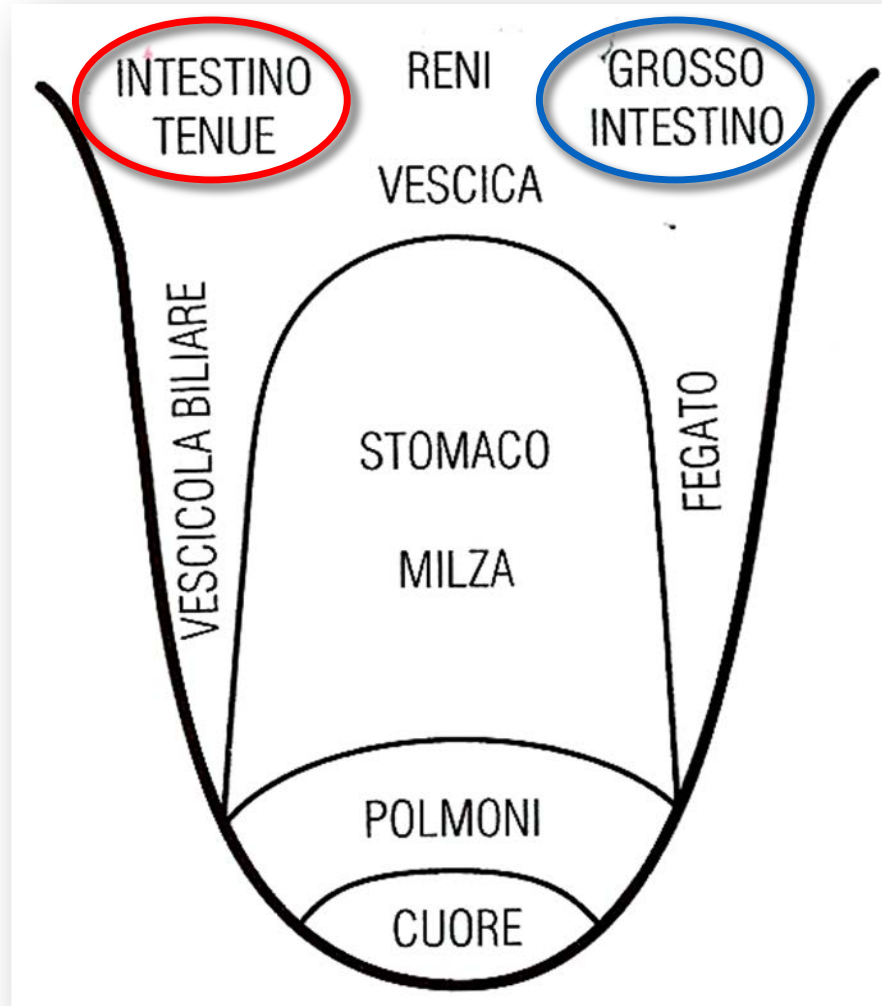 INTESTINO
TENUE
RENI
GROSSO
INTESTINO
VESCICA
VESCICOLA BILIARE
STOMACO
FEGATO
MILZA
POLMONI
CUORE